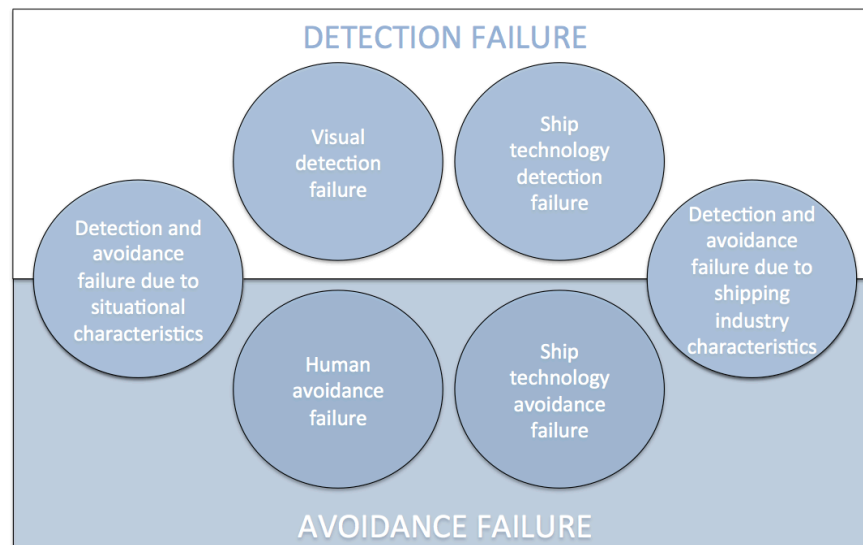 DETECTION FAILURE
Visual
detection
failure
Ship
technology
detection
failure
Detection and
avoidance
failure due to
situational
characteristics
Detection and
avoidance
failure due to
shipping
industry
characteristics
Human
avoidance
failure
Ship
technology
avoidance
failure
AVOIDANCE FAILURE